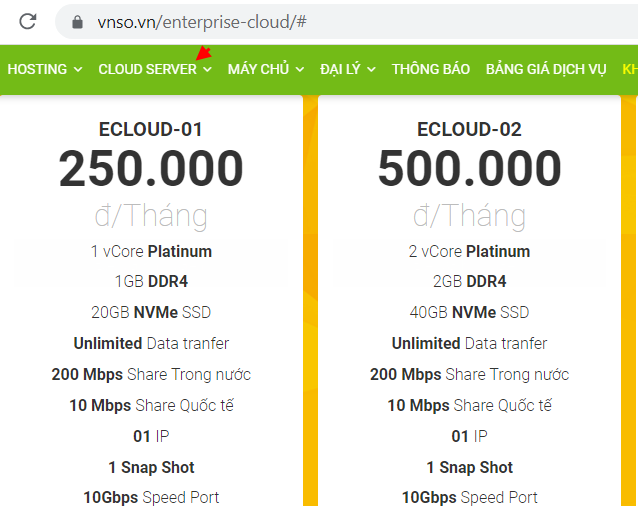 vnso.vn/enterprise-cloud/#
HOSTING CLOUD SERVER MÁY CHỦ ĐẠI LÝ THÔNG BÁO BẢNG GIÁ DỊCH VỤ KH
ECLOUD-01
250.000
đ/Tháng
1 vCore Platinum
1GB DDR4
20GB NVMe SSD
Unlimited Data tranfer
200 Mbps Share Trong nước
10 Mbps Share Quốc tế
01 IP
1 Snap Shot
10Gbps Speed Port
ECLOUD-02
500.000
đ/Tháng
2 vCore Platinum
2GB DDR4
40GB NVMe SSD
Unlimited Data tranfer
200 Mbps Share Trong nước
10 Mbps Share Quốc tế
01 IP
1 Snap Shot
10Gbps Speed Port